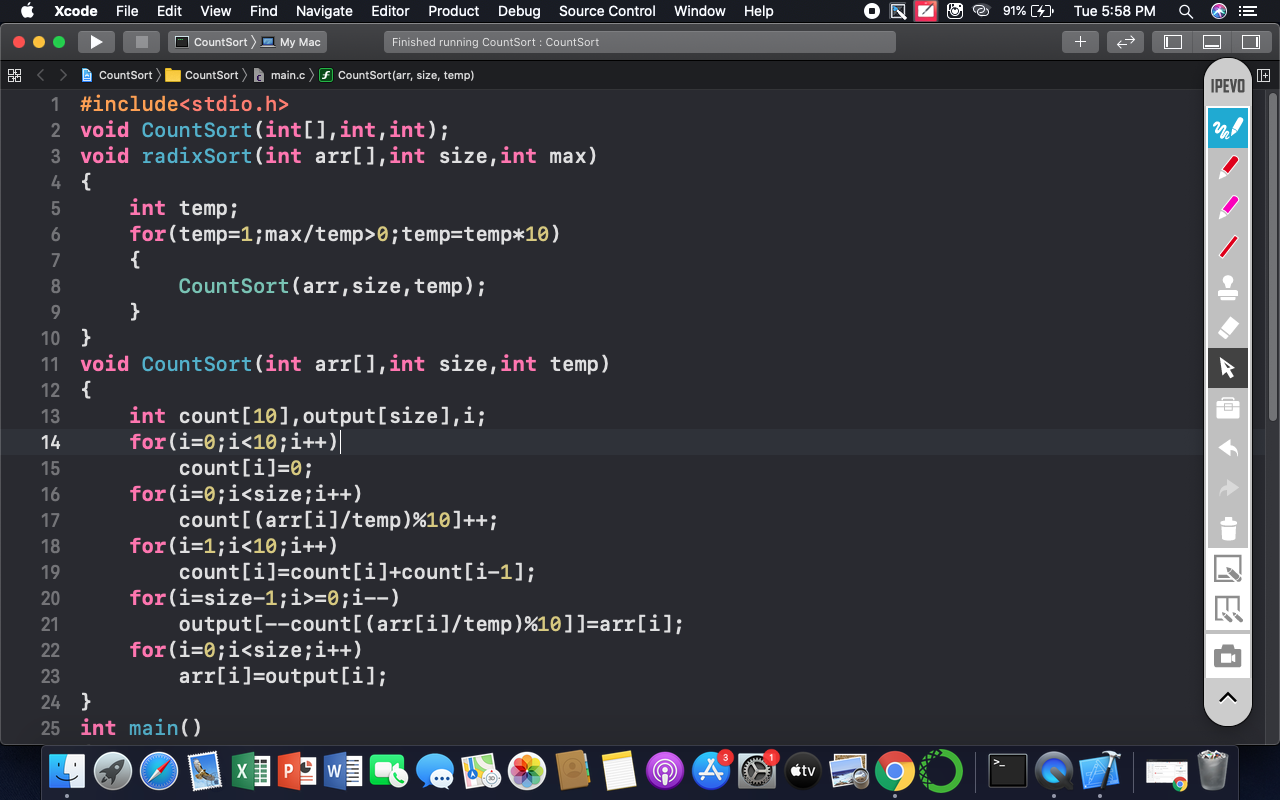 Xcode File Edit View Find Navigate Editor Product Debug Source Control Window Help 91% Tue 5:58 PM
CountSort 〉 My Mac Finished running CountSort : CountSort
CountSort 〉 CountSort 〉 main.c 〉 CountSort(arr, size, temp)
IPEVO
1 #include<stdio.h>
2 void CountSort(int[],int,int);
3 void radixSort(int arr[],int size,int max)
4 {
5 int temp;
6 for(temp=1;max/temp>0;temp=temp*10)
7 {
8 CountSort(arr,size,temp);
9 }
10 }
11 void CountSort(int arr[],int size,int temp)
12 {
13 int count[10],output[size],i;
14 for(i=0;i<10;i++)
15 count[i]=0;
16 for(i=0;i<size;i++)
17 count[(arr[i]/temp)%10]++;
18 for(i=1;i<10;i++)
19 count[i]=count[i]+count[i-1];
20 for(i=size-1;i>=0;i--)
21 output[--count[(arr[i]/temp)%10]]=arr[i];
22 for(i=0;i<size;i++)
23 arr[i]=output[i];
24 }
25 int main()
3 1 tv